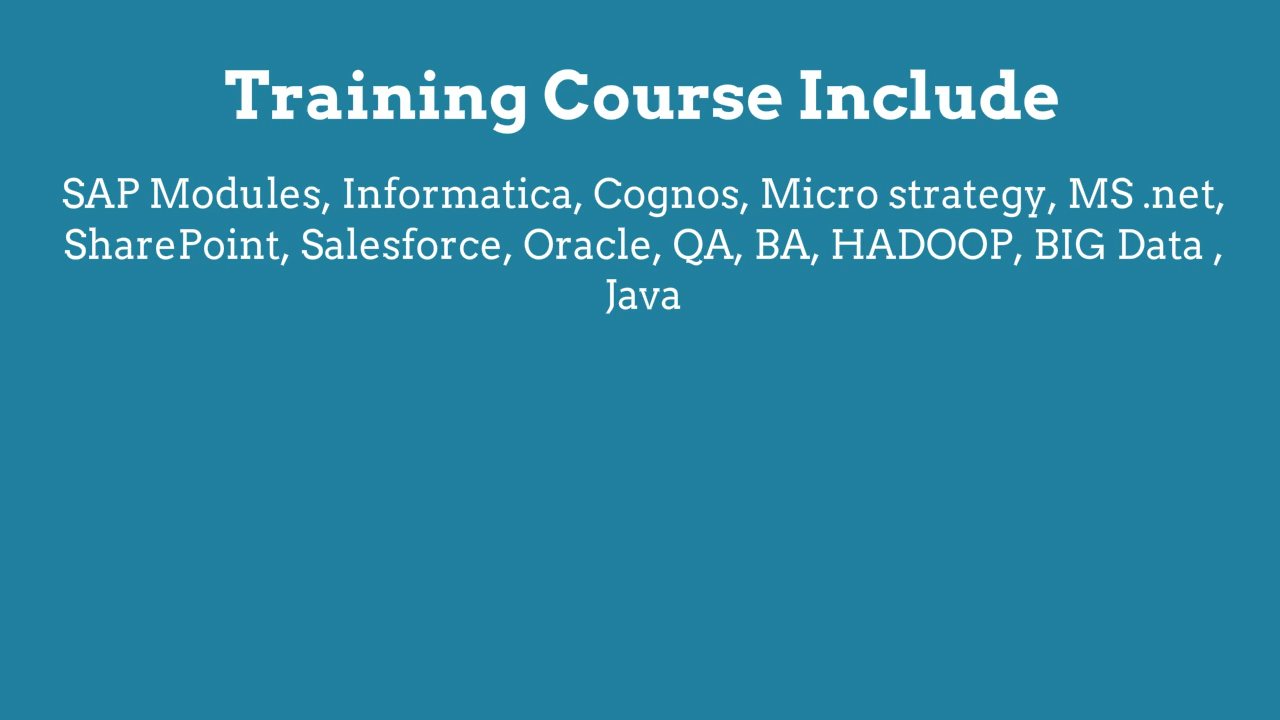 Training Course Include
SAP Modules, Informatica, Cognos, Micro strategy, MS .net,
SharePoint, Salesforce, Oracle, QA, BA, HADOOP, BIG Data ,
Java